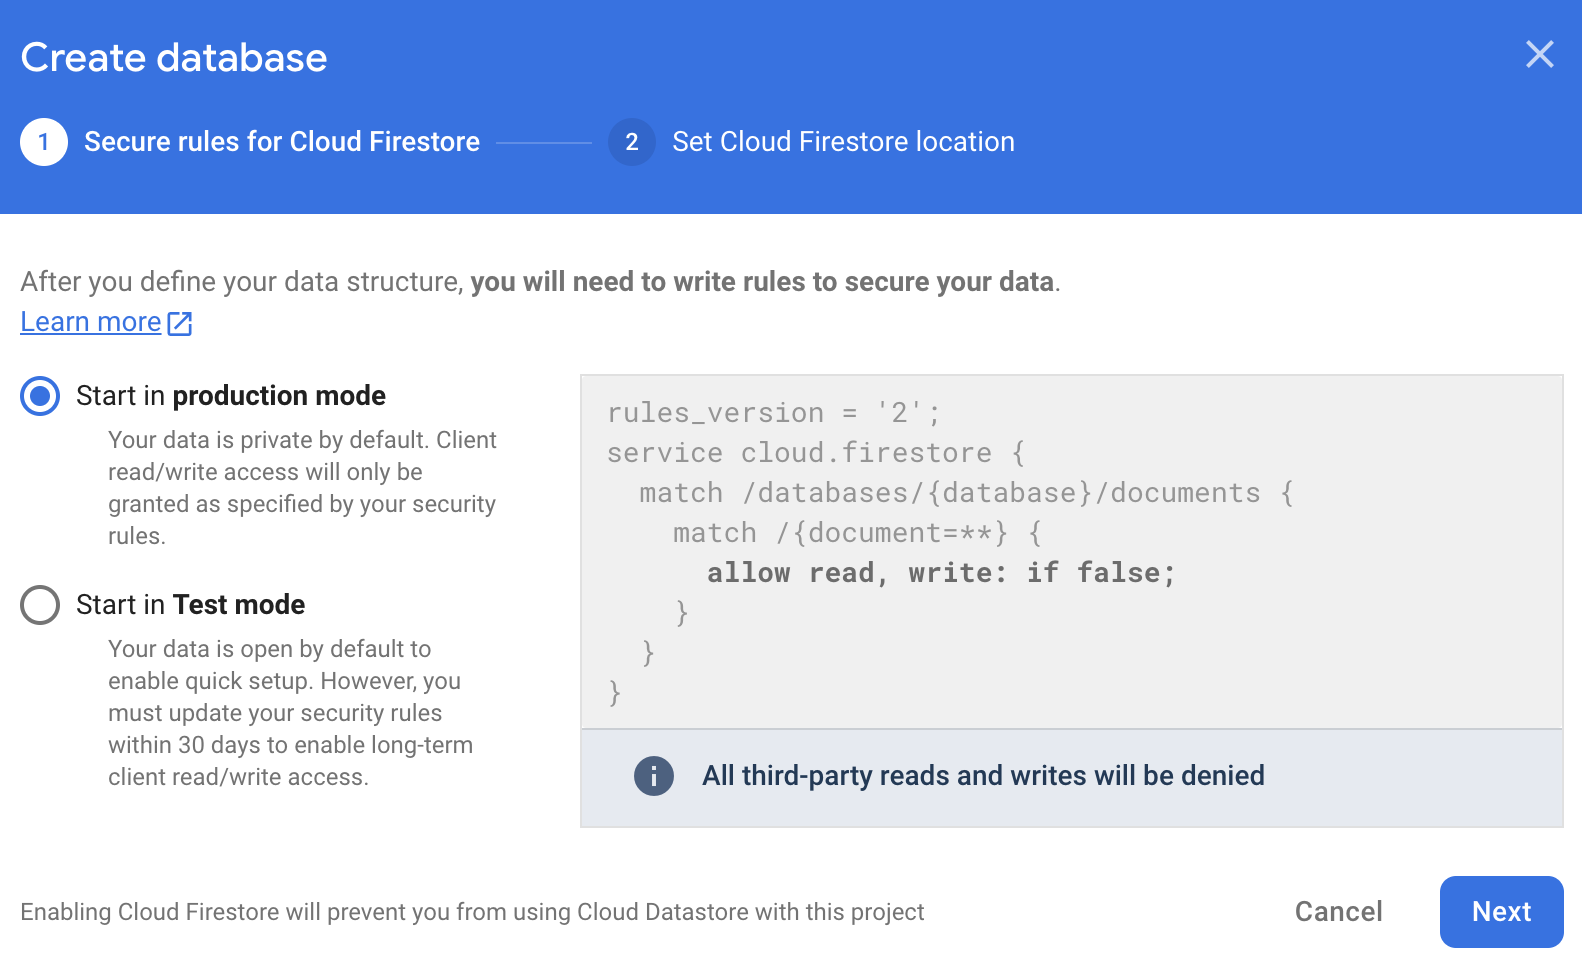 Create database
1 Secure rules for Cloud Firestore 2 Set Cloud Firestore location
After you define your data structure, you will need to write rules to secure your data.
Learn more
Start in production mode
Your data is private by default. Client
read/write access will only be
granted as specified by your security
rules.
Start in Test mode
Your data is open by default to
enable quick setup. However, you
must update your security rules
within 30 days to enable long-term
client read/write access.
rules_version = '2';
service cloud.firestore {
  match /databases/{database}/documents {
    match /{document=**} {
      allow read, write: if false;
    }
  }
}
All third-party reads and writes will be denied
Enabling Cloud Firestore will prevent you from using Cloud Datastore with this project
Cancel Next